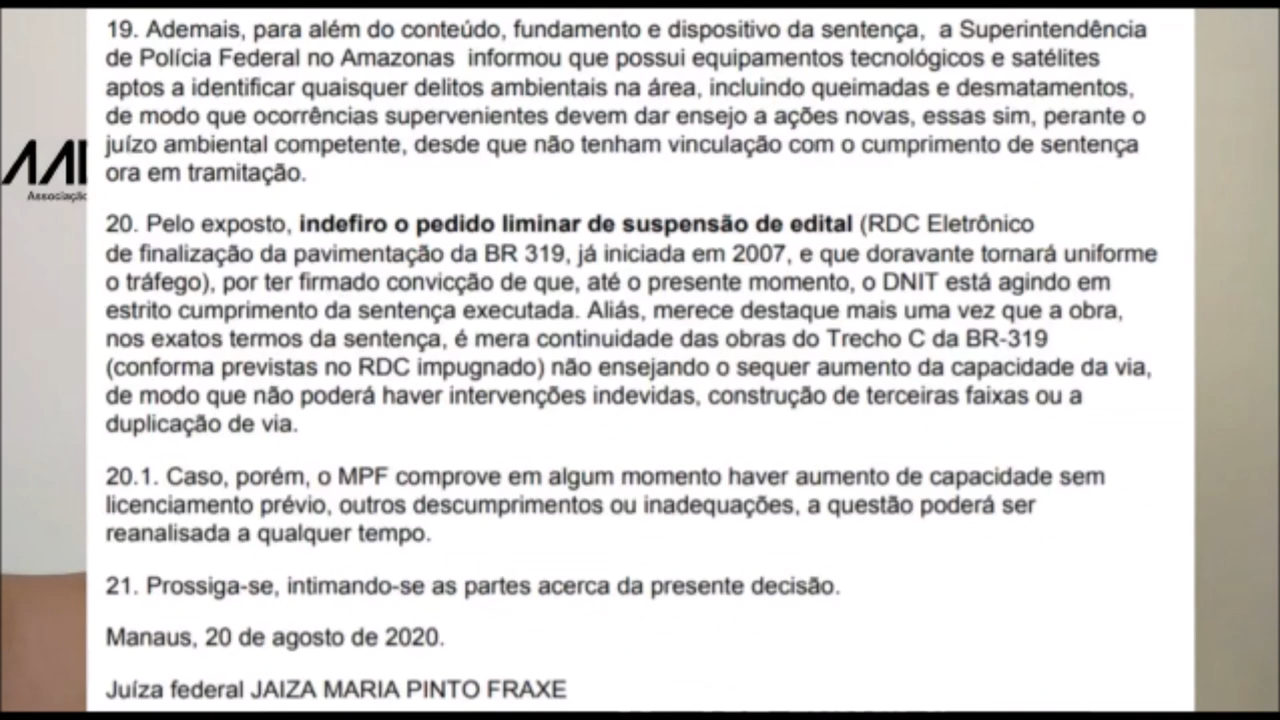 19. Ademais, para além do conteúdo, fundamento e dispositivo da sentença, a Superintendência
de Polícia Federal no Amazonas informou que possui equipamentos tecnológicos e satélites
aptos a identificar quaisquer delitos ambientais na área, incluindo queimadas e desmatamentos,
de modo que ocorrências supervenientes devem dar ensejo a ações novas, essas sim, perante o
juízo ambiental competente, desde que não tenham vinculação com o cumprimento de sentença
ora em tramitação.
Associação
20. Pelo exposto, indefiro o pedido liminar de suspensão de edital (RDC Eletrônico
de finalização da pavimentação da BR 319, já iniciada em 2007, e que doravante tornará uniforme
o tráfego), por ter firmado convicção de que, até o presente momento, o DNIT está agindo em
estrito cumprimento da sentença executada. Aliás, merece destaque mais uma vez que a obra,
nos exatos termos da sentença, é mera continuidade das obras do Trecho C da BR-319
(conforma previstas no RDC impugnado) não ensejando o sequer aumento da capacidade da via,
de modo que não poderá haver intervenções indevidas, construção de terceiras faixas ou a
duplicação de via.
20.1. Caso, porém, o MPF comprove em algum momento haver aumento de capacidade sem
licenciamento prévio, outros descumprimentos ou inadequações, a questão poderá ser
reanalisada a qualquer tempo.
21. Prossiga-se, intimando-se as partes acerca da presente decisão.
Manaus, 20 de agosto de 2020.
Juíza federal JAIZA MARIA PINTO FRAXE